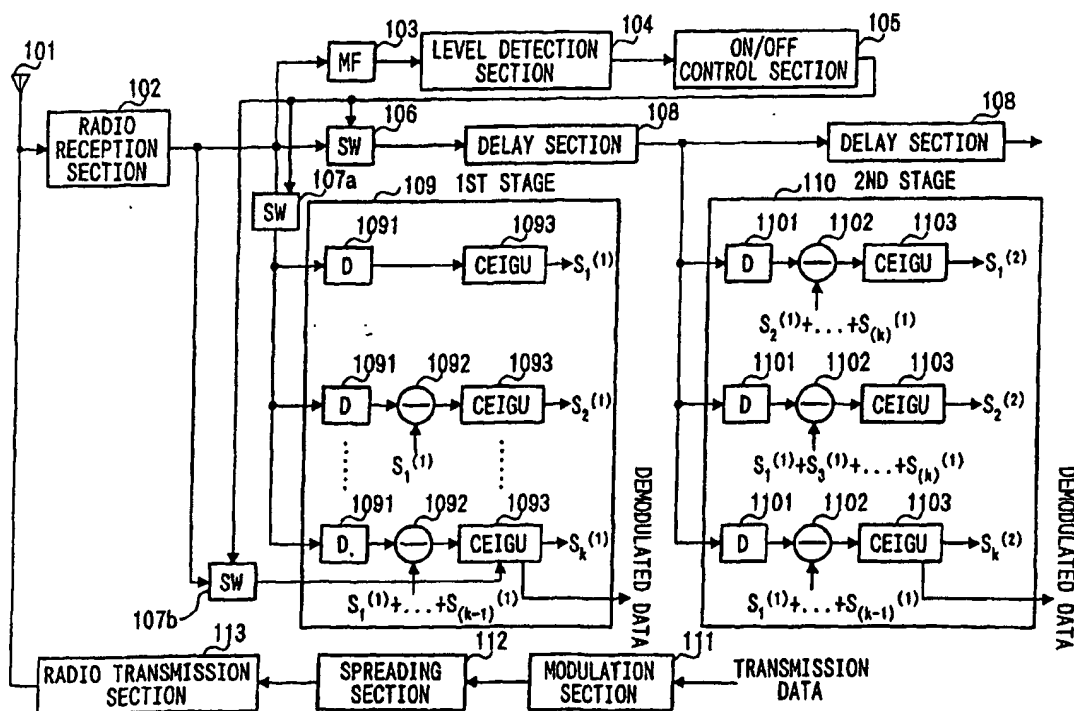 101
102
RADIO
RECEPTION
SECTION
103
MF
104
LEVEL DETECTION
SECTION
105
ON/OFF
CONTROL SECTION
106
SW
108
DELAY SECTION
108
DELAY SECTION
107a
SW
109 1ST STAGE
110 2ND STAGE
1091 1093
D CEIGU S₁⁽¹⁾
1101 1102 1103
D CEIGU S₁⁽²⁾
S₂⁽¹⁾+...+S₍ₖ₎⁽¹⁾
1091 1092 1093
D CEIGU S₂⁽¹⁾
S₁⁽¹⁾
1101 1102 1103
D CEIGU S₂⁽²⁾
S₁⁽¹⁾+S₃⁽¹⁾+...+S₍ₖ₎⁽¹⁾
1091 1092 1093
D. CEIGU Sₖ⁽¹⁾
S₁⁽¹⁾+...+S₍ₖ₋₁₎⁽¹⁾
1101 1102 1103
D CEIGU Sₖ⁽²⁾
S₁⁽¹⁾+...+S₍ₖ₋₁₎⁽¹⁾
SW
107b
DEMODULATED DATA
DEMODULATED DATA
113
RADIO TRANSMISSION
SECTION
112
SPREADING
SECTION
111
MODULATION
SECTION
TRANSMISSION
DATA